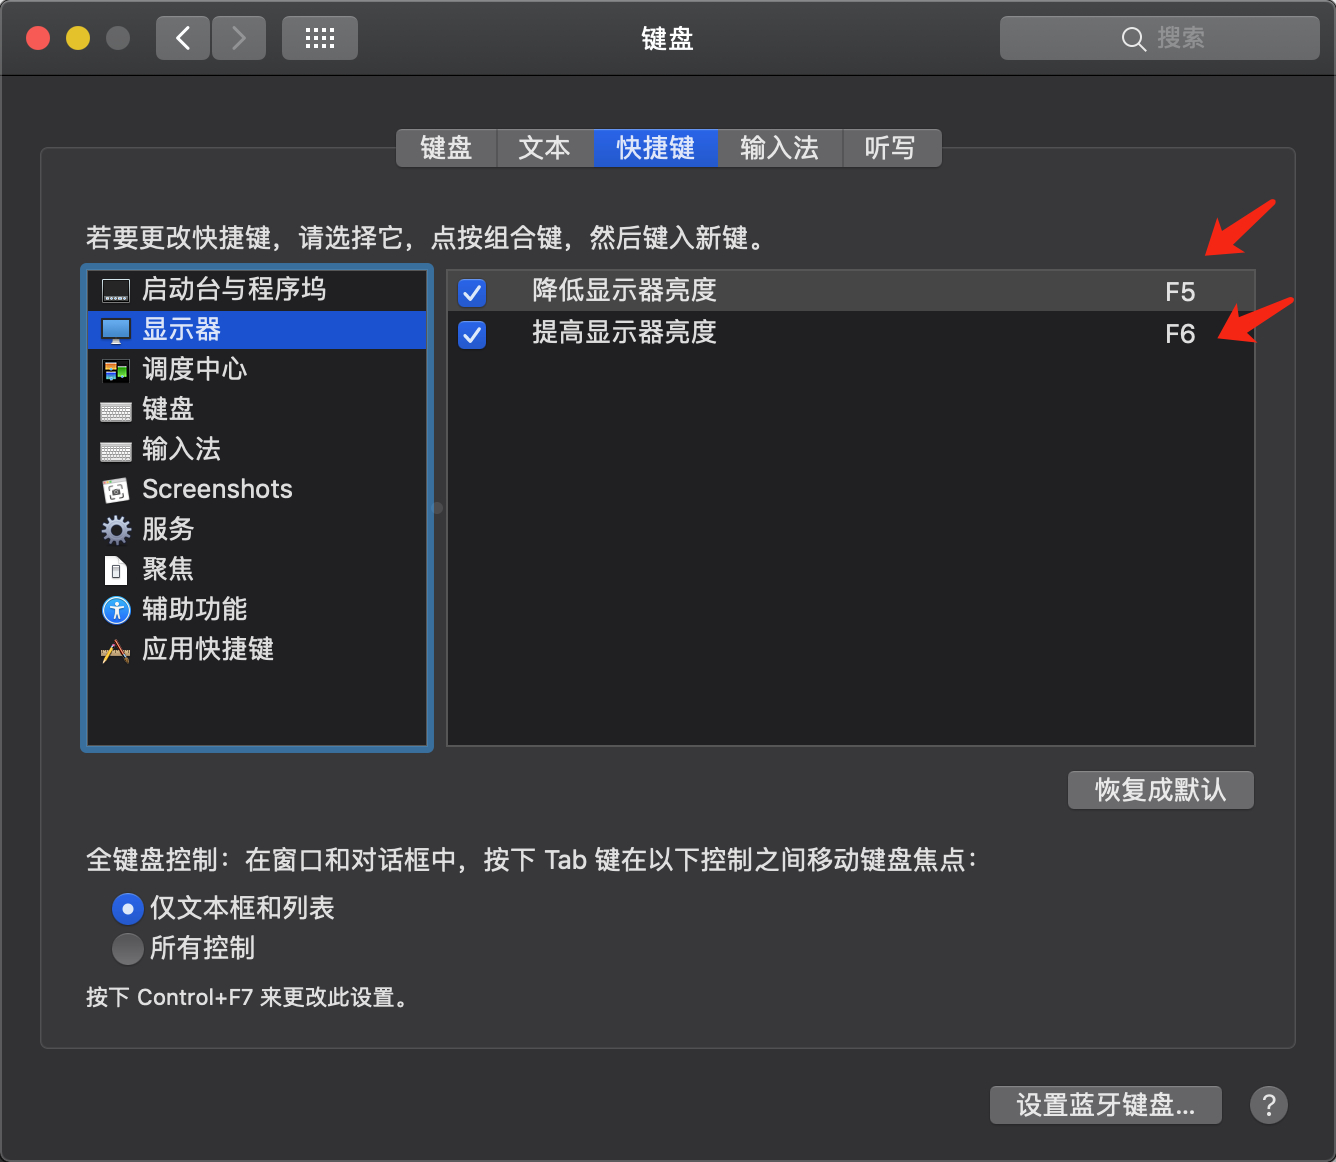 键盘
搜索
键盘
文本
快捷键
输入法
听写
若要更改快捷键，请选择它，点按组合键，然后键入新键。
启动台与程序坞
显示器
调度中心
键盘
输入法
Screenshots
服务
聚焦
辅助功能
应用快捷键
降低显示器亮度 F5
提高显示器亮度 F6
恢复成默认
全键盘控制：在窗口和对话框中，按下 Tab 键在以下控制之间移动键盘焦点：
仅文本框和列表
所有控制
按下 Control+F7 来更改此设置。
设置蓝牙键盘...
?